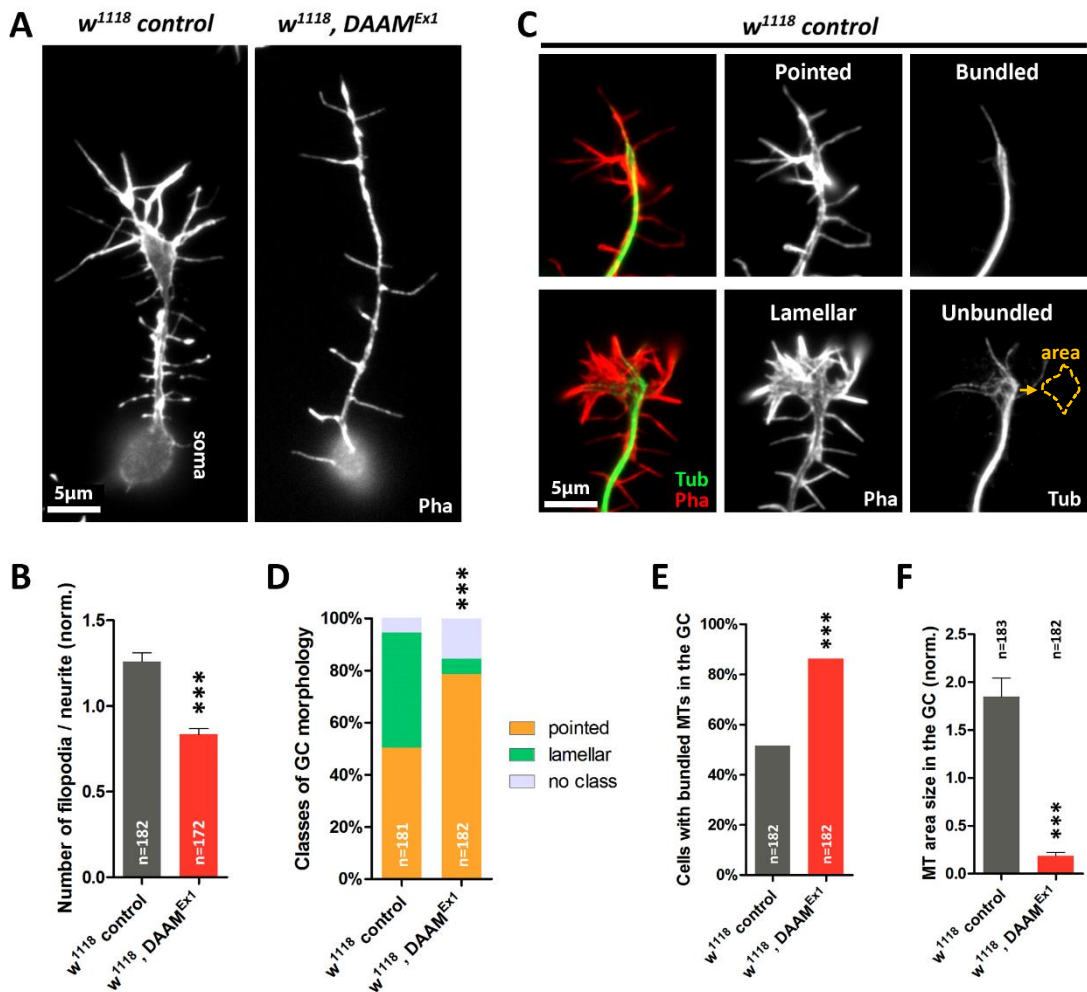 A
w1118 control
w1118, DAAMEx1
soma
5µm
Pha
C
w1118 control
Pointed
Bundled
Lamellar
Unbundled
area
5µm
Tub
Pha
Pha
Tub
B
Number of filopodia / neurite (norm.)
1.5
1.0
0.5
0.0
***
n=182
n=172
w1118 control
w1118, DAAMEx1
D
Classes of GC morphology
100%
80%
60%
40%
20%
0%
***
n=181
n=182
w1118 control
w1118, DAAMEx1
pointed
lamellar
no class
E
Cells with bundled MTs in the GC
100%
80%
60%
40%
20%
0%
***
n=182
n=182
w1118 control
w1118, DAAMEx1
F
MT area size in the GC (norm.)
2.5
2.0
1.5
1.0
0.5
0.0
n=183
n=182
***
w1118 control
w1118, DAAMEx1